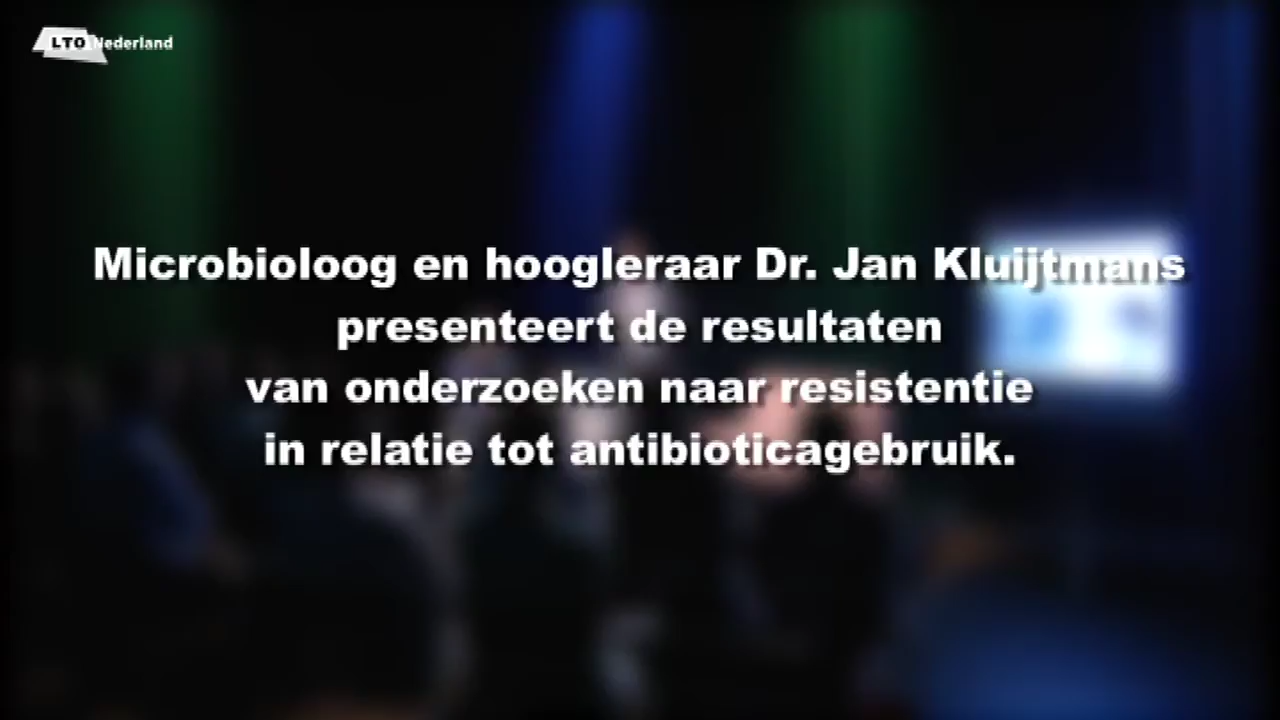 LTO Nederland
Microbioloog en hoogleraar Dr. Jan Kluijtmans
presenteert de resultaten
van onderzoeken naar resistentie
in relatie tot antibioticagebruik.